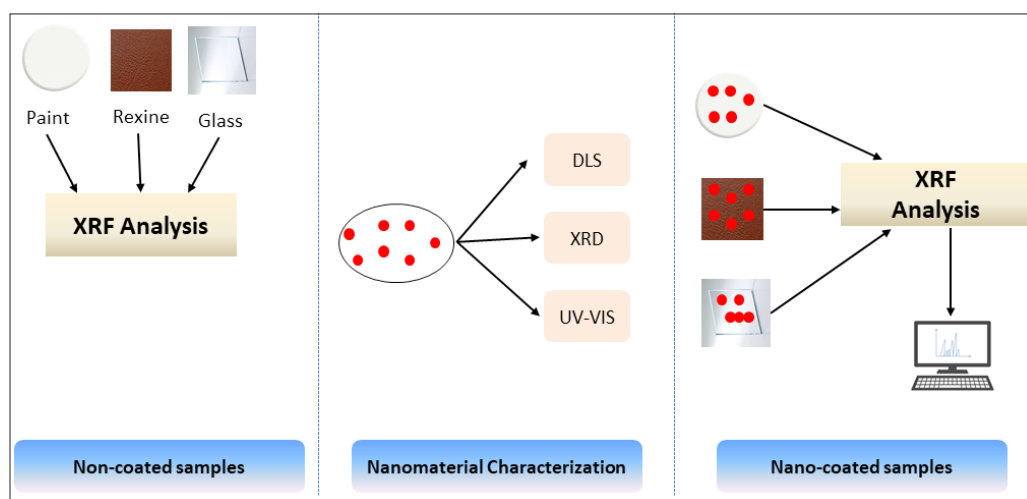 Paint
Rexine
Glass
XRF Analysis
Non-coated samples
DLS
XRD
UV-VIS
Nanomaterial Characterization
XRF
Analysis
Nano-coated samples